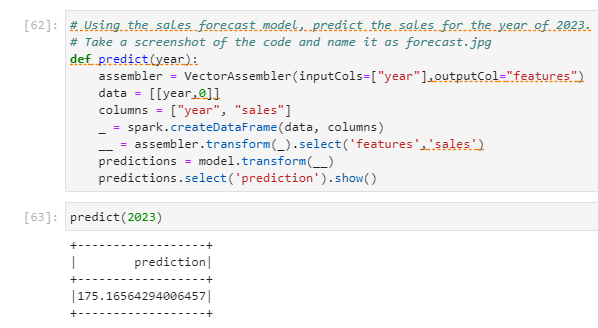 [62]: # Using the sales forecast model, predict the sales for the year of 2023.
# Take a screenshot of the code and name it as forecast.jpg
def predict(year):
    assembler = VectorAssembler(inputCols=["year"],outputCol="features")
    data = [[year,0]]
    columns = ["year", "sales"]
    _ = spark.createDataFrame(data, columns)
    __ = assembler.transform(_).select('features','sales')
    predictions = model.transform(__)
    predictions.select('prediction').show()
[63]: predict(2023)
+------------------+
|        prediction|
+------------------+
|175.16564294006457|
+------------------+